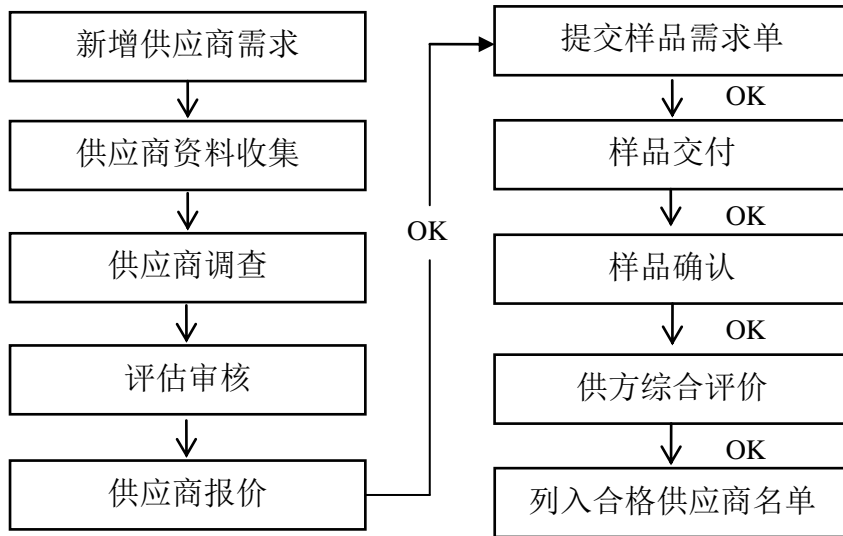 新增供应商需求
供应商资料收集
供应商调查
评估审核
供应商报价
OK
提交样品需求单
OK
样品交付
OK
样品确认
OK
供方综合评价
OK
列入合格供应商名单